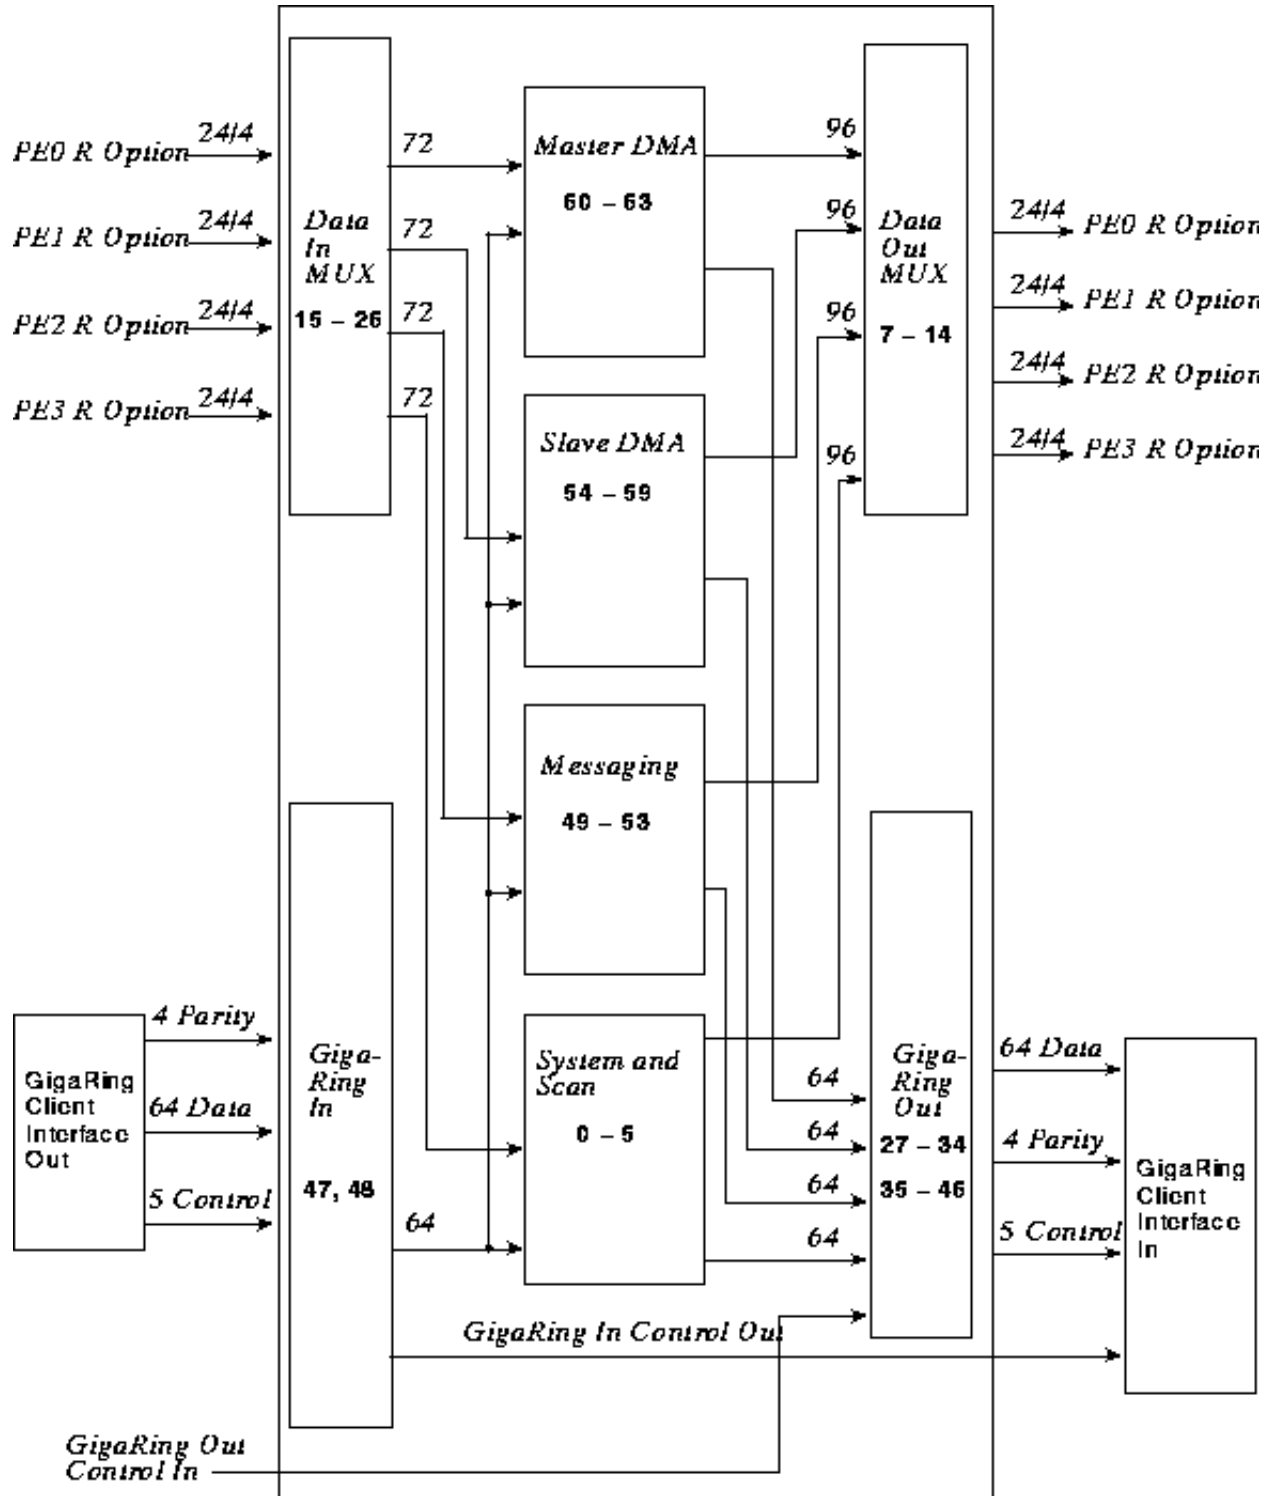 PE0 R Option
24/4
PE1 R Option
24/4
PE2 R Option
24/4
PE3 R Option
24/4
Data
In
MUX
15 – 26
72
72
72
72
Master DMA
60 – 63
Slave DMA
54 – 59
Messaging
49 – 53
System and
Scan
0 – 5
96
96
96
96
Data
Out
MUX
7 – 14
24/4
PE0 R Option
24/4
PE1 R Option
24/4
PE2 R Option
24/4
PE3 R Option
GigaRing
Client
Interface
Out
4 Parity
64 Data
5 Control
Giga-
Ring
In
47, 48
64
64
64
64
64
Giga-
Ring
Out
27 – 34
35 – 46
64 Data
4 Parity
5 Control
GigaRing
Client
Interface
In
GigaRing In Control Out
GigaRing Out
Control In